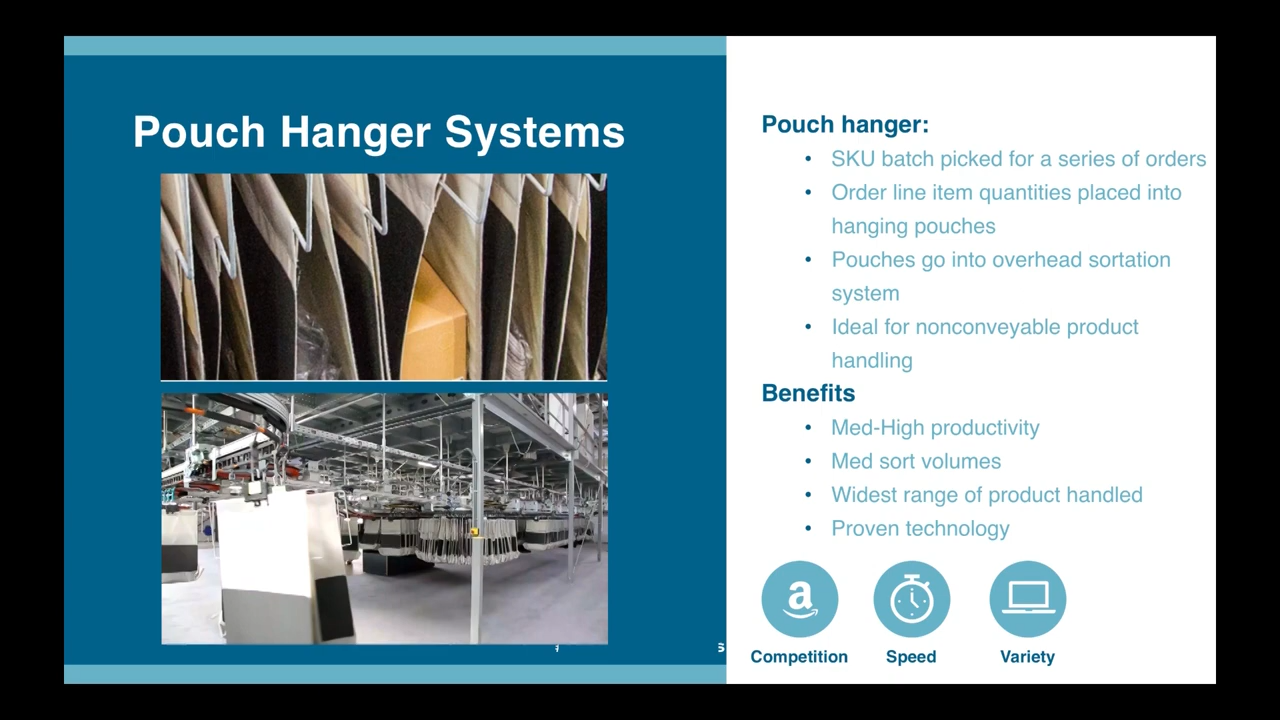 Pouch Hanger Systems
Pouch hanger:
• SKU batch picked for a series of orders
• Order line item quantities placed into
hanging pouches
• Pouches go into overhead sortation
system
• Ideal for nonconveyable product
handling
Benefits
• Med-High productivity
• Med sort volumes
• Widest range of product handled
• Proven technology
a
Competition
Speed
Variety